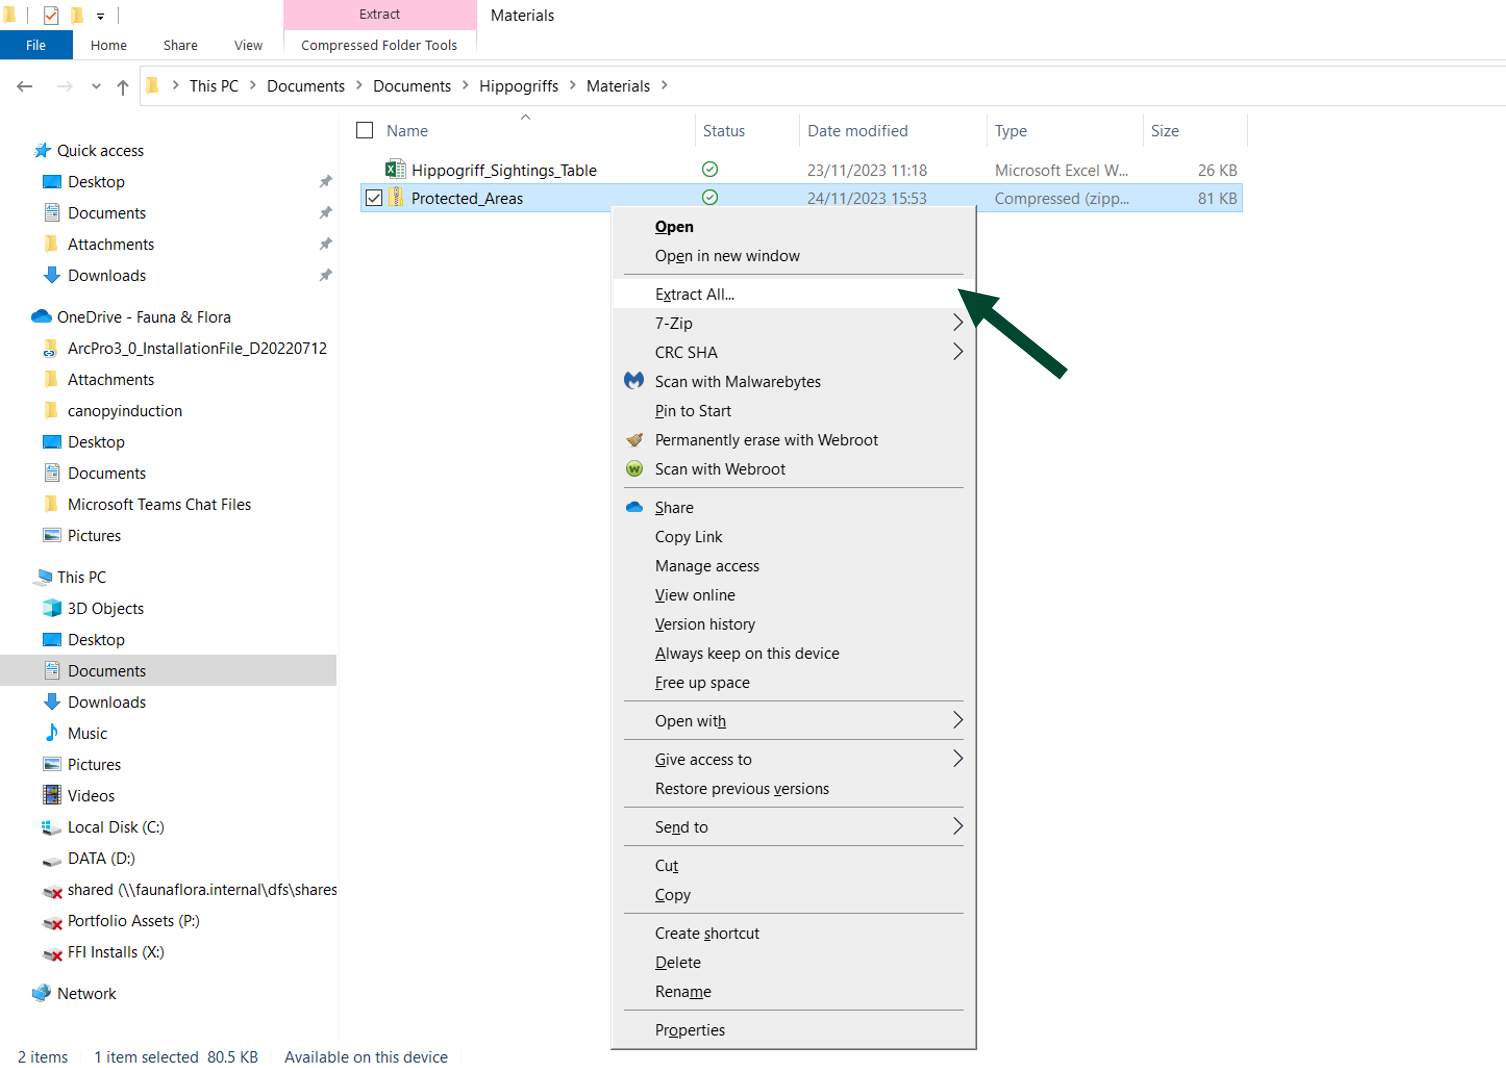 Extract
Materials
File
Home
Share
View
Compressed Folder Tools
This PC
Documents
Documents
Hippogriffs
Materials
Name
Status
Date modified
Type
Size
Hippogriff_Sightings_Table
23/11/2023 11:18
Microsoft Excel W...
26 KB
Protected_Areas
24/11/2023 15:53
Compressed (zipp...
81 KB
Quick access
Desktop
Documents
Attachments
Downloads
OneDrive - Fauna & Flora
ArcPro3_0_InstallationFile_D20220712
Attachments
canopyinduction
Desktop
Documents
Microsoft Teams Chat Files
Pictures
This PC
3D Objects
Desktop
Documents
Downloads
Music
Pictures
Videos
Local Disk (C:)
DATA (D:)
shared (\\faunaflora.internal\dfs\shares
Portfolio Assets (P:)
FFI Installs (X:)
Network
Open
Open in new window
Extract All...
7-Zip
CRC SHA
Scan with Malwarebytes
Pin to Start
Permanently erase with Webroot
Scan with Webroot
Share
Copy Link
Manage access
View online
Version history
Always keep on this device
Free up space
Open with
Give access to
Restore previous versions
Send to
Cut
Copy
Create shortcut
Delete
Rename
Properties
2 items
1 item selected 80.5 KB
Available on this device